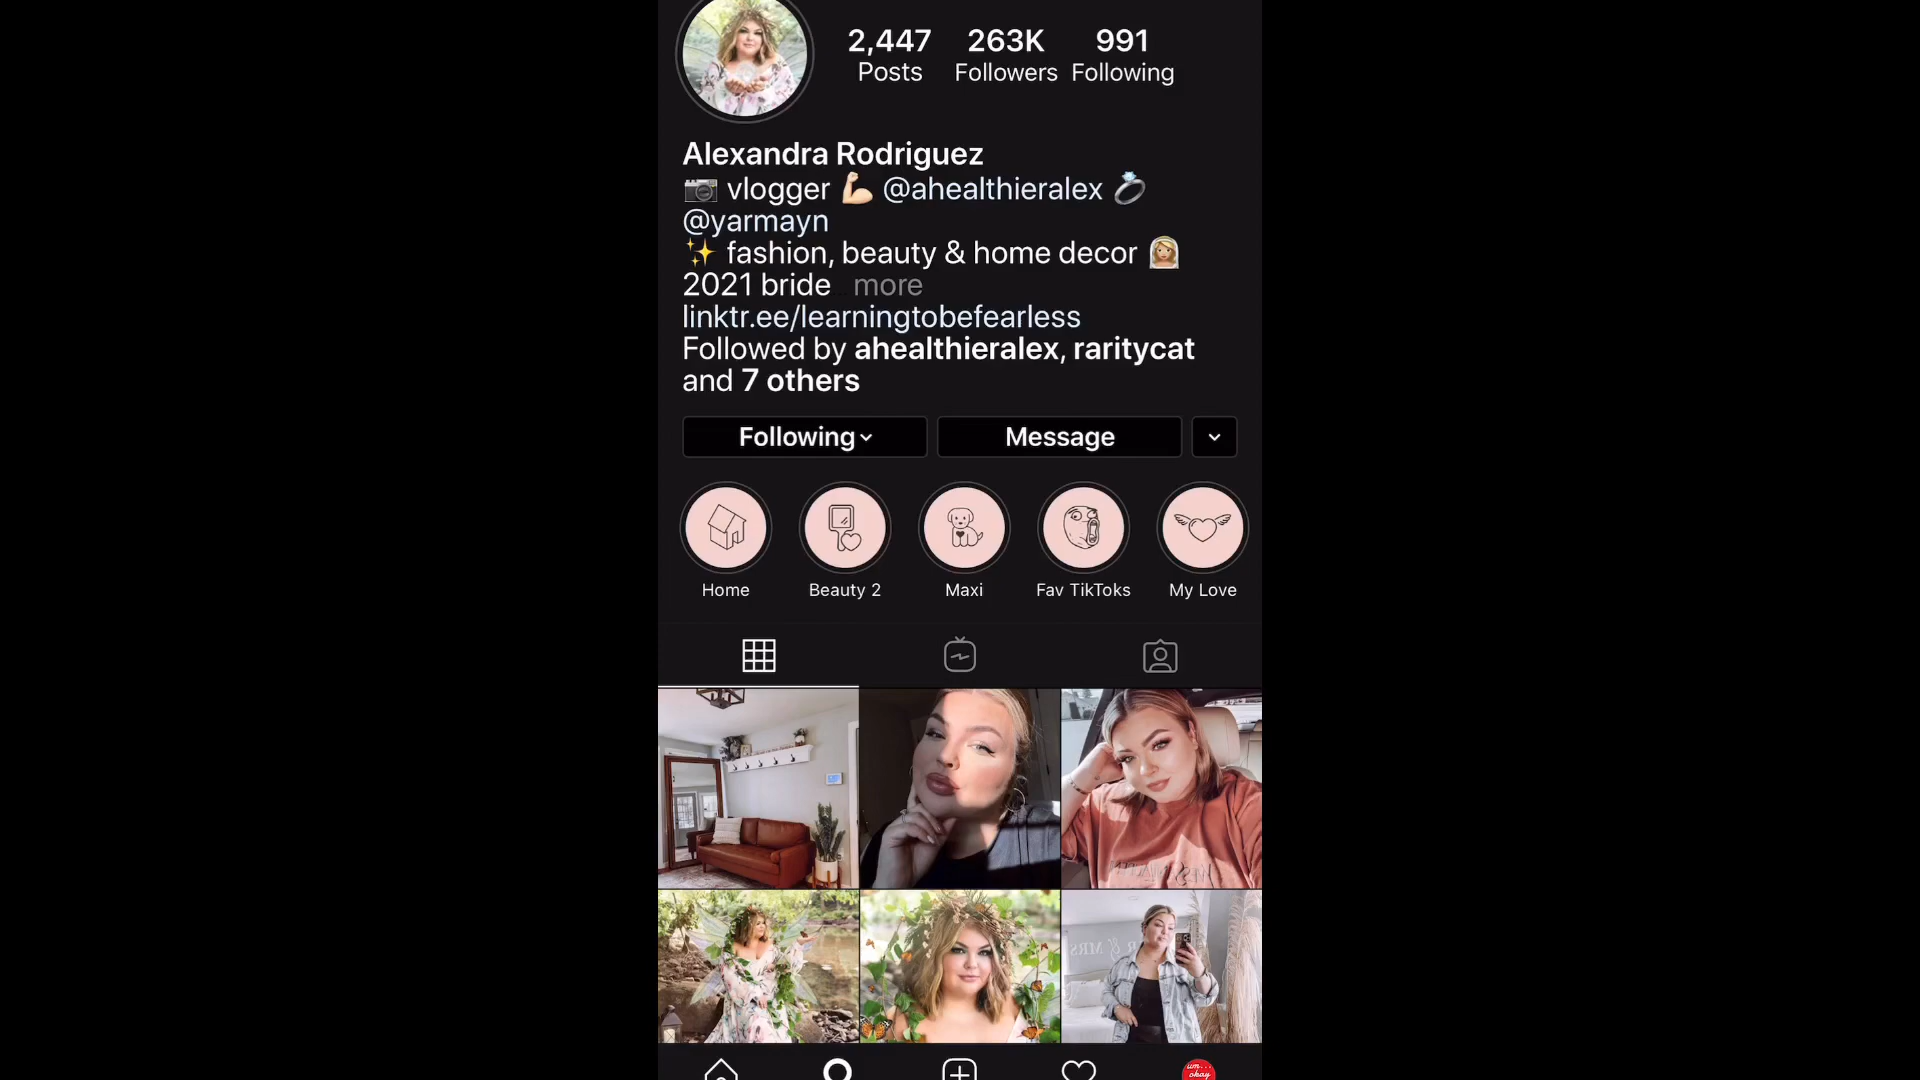 2,447 263K 991
Posts Followers Following
Alexandra Rodriguez
📷 vlogger 💪🏼 @ahealthieralex 💍
@yarmayn
✨ fashion, beauty & home decor 👰🏼
2021 bride... more
linktr.ee/learningtobefearless
Followed by ahealthieralex, raritycat
and 7 others
Following Message
Home Beauty 2 Maxi Fav TikToks My Love
um...
okay